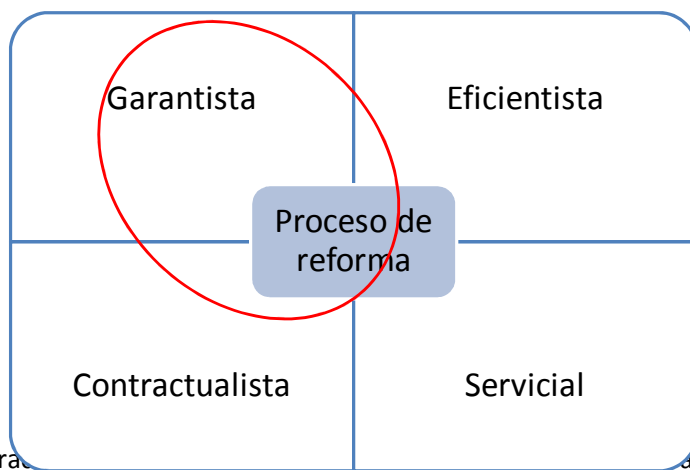 Garantista
Eficientista
Proceso de
reforma
Contractualista
Servicial